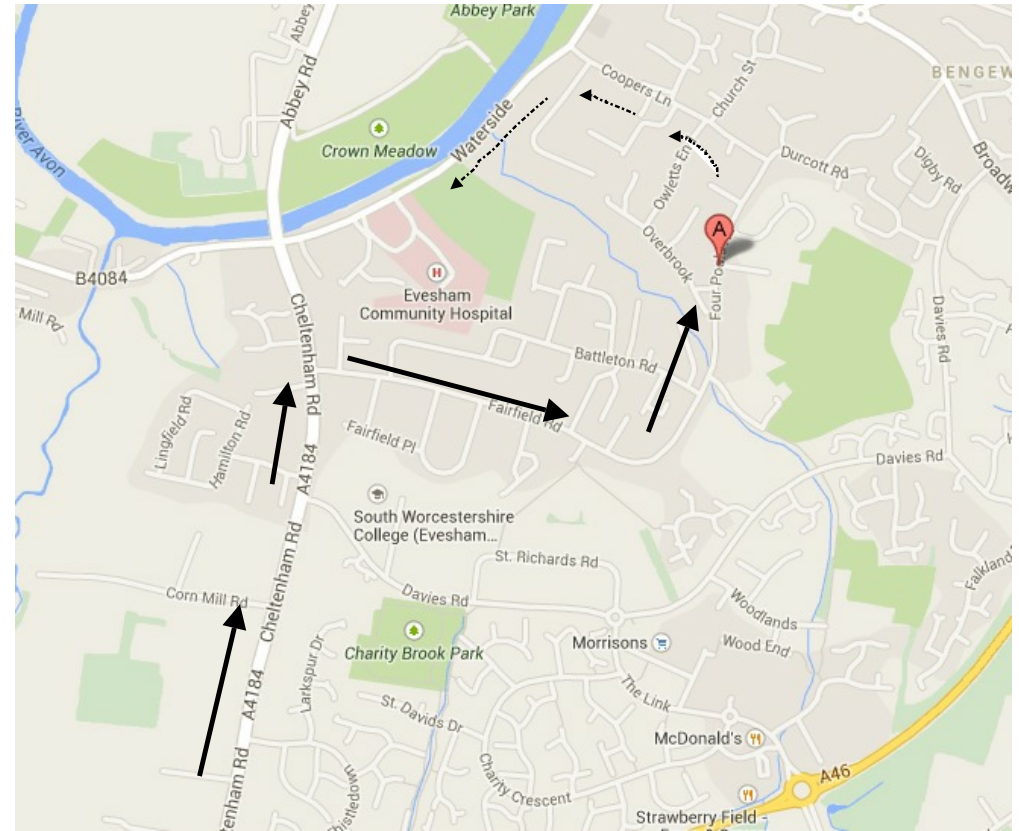 Abbey Park
Abbey
Abbey Rd
Coopers Ln
Church St
BENGEW
River Avon
Crown Meadow
Waterside
Owletts En
Durcott Rd
Digby Rd
Broadw
Overbrook
A
Four Po
B4084
Mill Rd
H
Evesham
Community Hospital
Cheltenham Rd
Davies Rd
Battleton Rd
Lingfield Rd
Hamilton Rd
Fairfield Rd
Fairfield Pl
A4184
Davies Rd
South Worcestershire
College (Evesham...
St. Richards Rd
Cheltenham Rd
Corn Mill Rd
Davies Rd
Falkland
Woodlands
Charity Brook Park
Morrisons
Wood End
Larkspur Dr
A4184
St. Davids Dr
The Link
McDonald's
Charity Crescent
A46
tenham Rd
Thistledown
Strawberry Field -